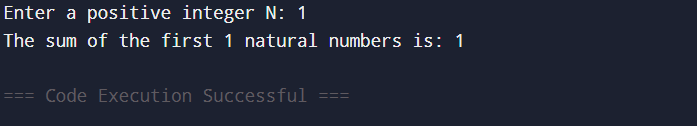 Enter a positive integer N: 1
The sum of the first 1 natural numbers is: 1
=== Code Execution Successful ===